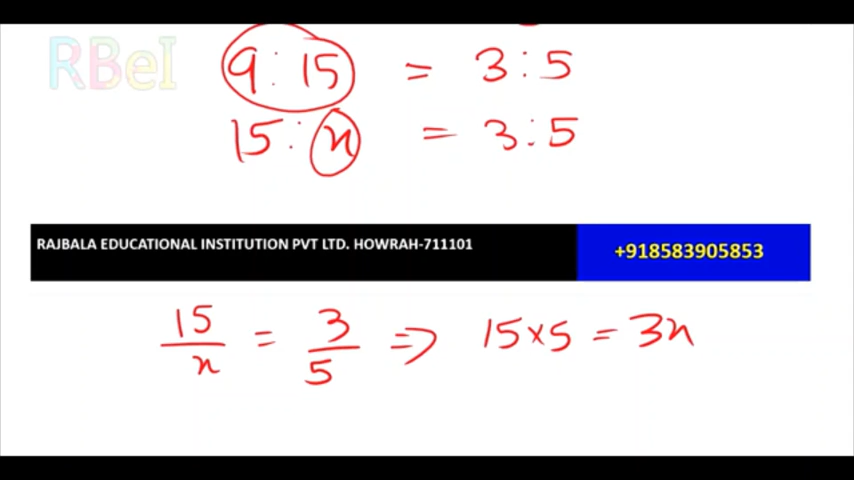 RBeI
9 : 15 = 3 : 5
15 : x = 3 : 5
RAJBALA EDUCATIONAL INSTITUTION PVT LTD. HOWRAH-711101 +918583905853
15/x = 3/5 => 15 × 5 = 3x